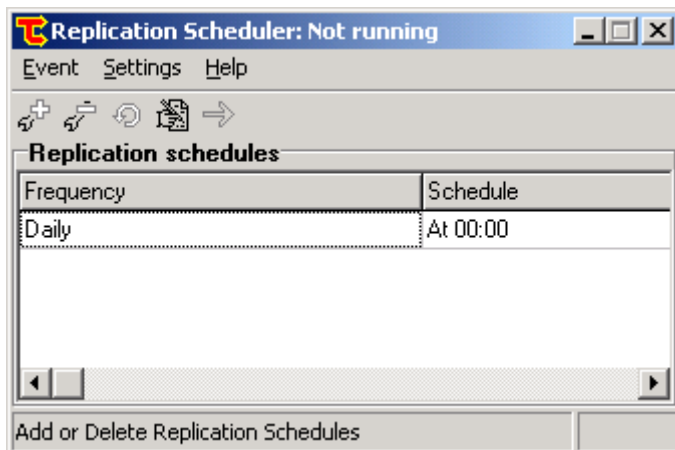 Replication Scheduler: Not running
Event Settings Help
Replication schedules
Frequency Schedule
Daily At 00:00
Add or Delete Replication Schedules